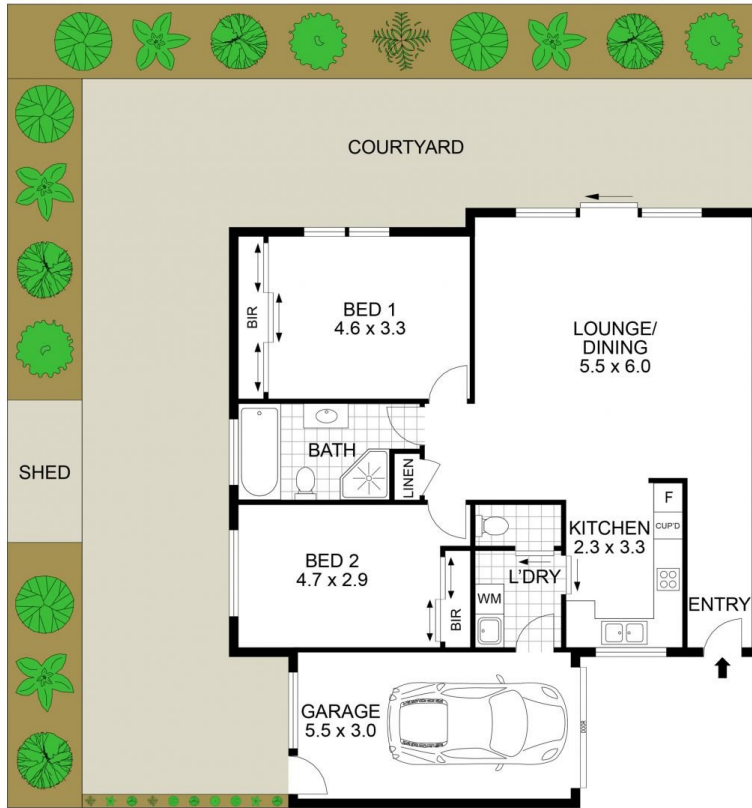 COURTYARD
BED 1
4.6 x 3.3
BIR
LOUNGE/
DINING
5.5 x 6.0
BATH
LINEN
SHED
F
CUP'D
KITCHEN
2.3 x 3.3
BED 2
4.7 x 2.9
BIR
L'DRY
WM
ENTRY
GARAGE
5.5 x 3.0
DOOR